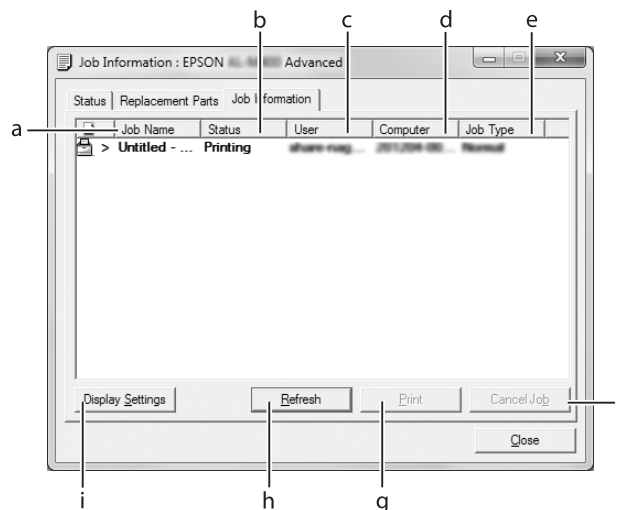 b c d e
Job Information : EPSON Advanced
Status Replacement Parts Job Information
a Job Name Status User Computer Job Type
> Untitled - ... Printing
Display Settings Refresh Print Cancel Job
Close
i h g